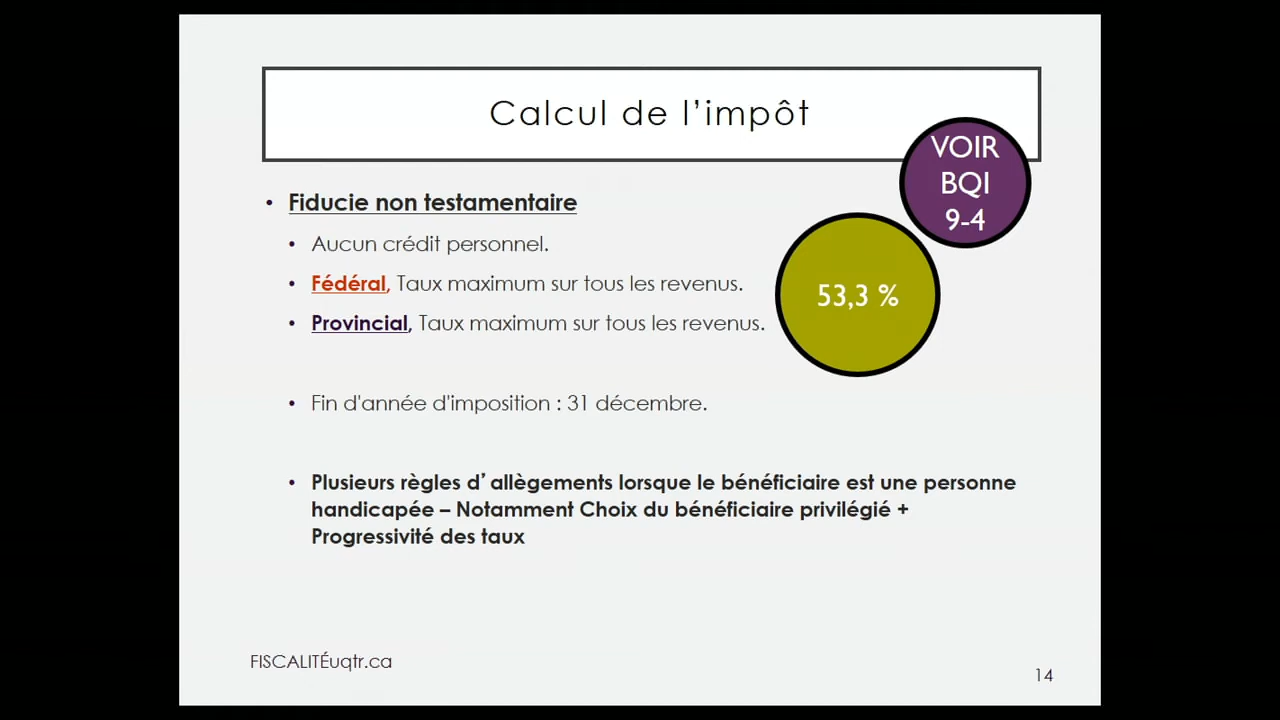 Calcul de l’impôt
VOIR
BQI
9-4
• Fiducie non testamentaire
• Aucun crédit personnel.
• Fédéral, Taux maximum sur tous les revenus.
• Provincial, Taux maximum sur tous les revenus.
53,3 %
• Fin d'année d'imposition : 31 décembre.
• Plusieurs règles d’allègements lorsque le bénéficiaire est une personne
handicapée – Notamment Choix du bénéficiaire privilégié +
Progressivité des taux
FISCALITÉuqtr.ca
14